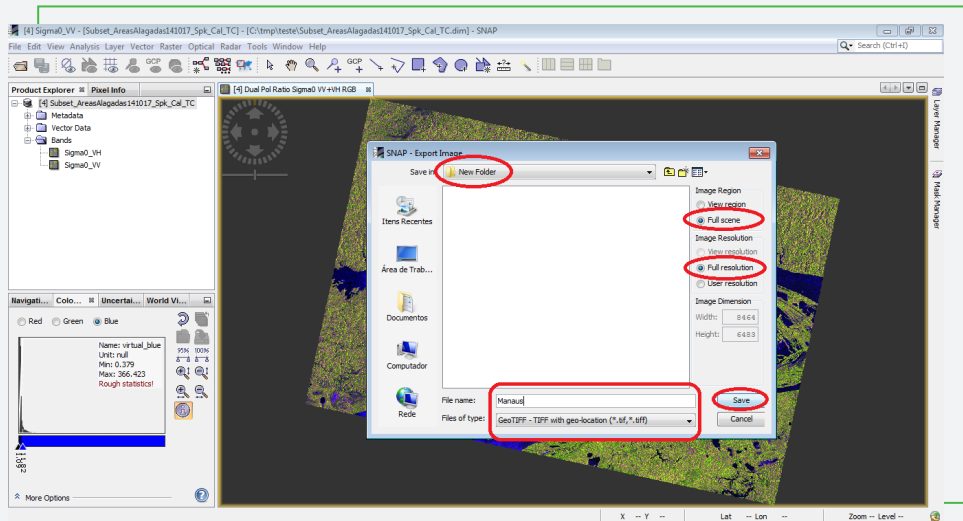 [4] Sigma0_VV - [Subset_AreasAlagadas141017_Spk_Cal_TC] - [C:\tmp\teste\Subset_AreasAlagadas141017_Spk_Cal_TC.dim] - SNAP
File Edit View Analysis Layer Vector Raster Optical Radar Tools Window Help
Search (Ctrl+I)
GCP
GCP
Product Explorer
Pixel Info
[4] Dual Pol Ratio Sigma0 VV+VH RGB
[4] Subset_AreasAlagadas141017_Spk_Cal_TC
Metadata
Vector Data
Bands
Sigma0_VH
Sigma0_VV
Layer Manager
Mask Manager
SNAP - Export Image
Save in
New Folder
Itens Recentes
Área de Trab...
Documentos
Computador
Rede
Image Region
View region
Full scene
Image Resolution
View resolution
Full resolution
User resolution
Image Dimension
Width: 8464
Height: 6483
File name: Manaus
Files of type: GeoTIFF - TIFF with geo-location (*.tif,*.tiff)
Save
Cancel
Navigati... Colo... Uncertai... World Vi...
Red Green Blue
Name: virtual_blue
Unit: null
Min: 0.379
Max: 366.423
Rough statistics!
95% 100%
More Options
X -- Y -- Lat -- Lon -- Zoom -- Level --